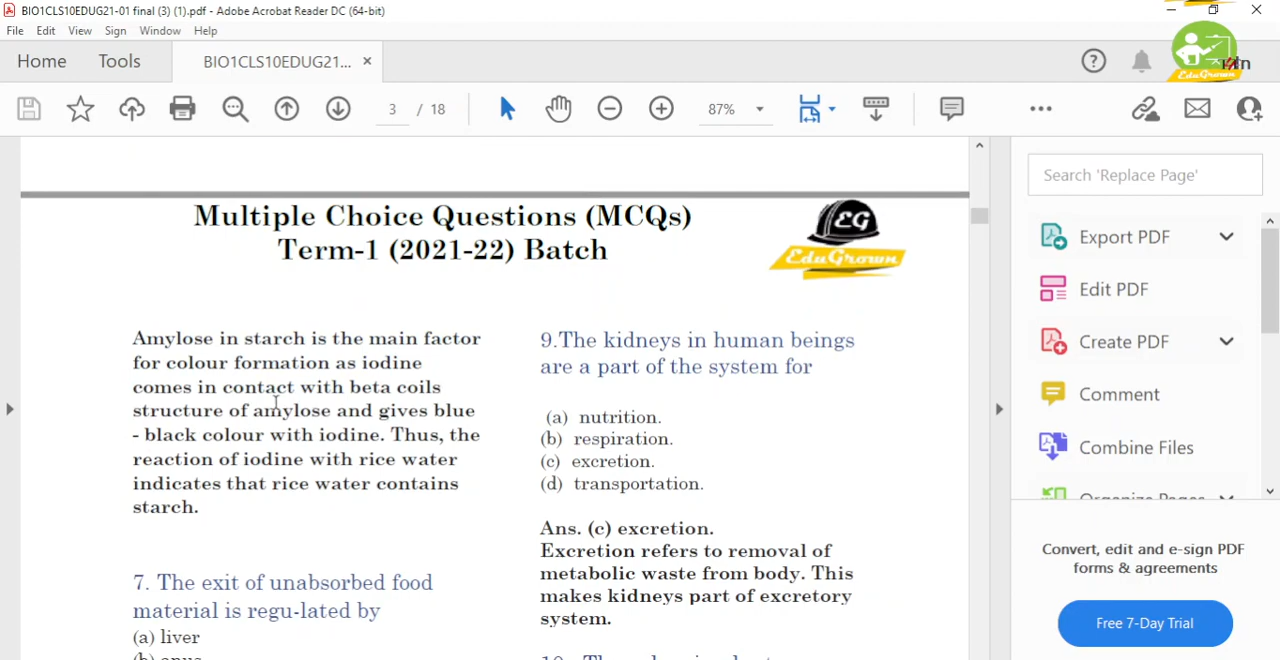 BIO1CLS10EDUG21-01 final (3) (1).pdf - Adobe Acrobat Reader DC (64-bit)
File Edit View Sign Window Help
Home Tools BIO1CLS10EDUG21... ×
EduGrown
3 / 18 87%
Multiple Choice Questions (MCQs)
Term-1 (2021-22) Batch
EG
EduGrown
Amylose in starch is the main factor
for colour formation as iodine
comes in contact with beta coils
structure of amylose and gives blue
- black colour with iodine. Thus, the
reaction of iodine with rice water
indicates that rice water contains
starch.
7. The exit of unabsorbed food
material is regu-lated by
(a) liver
9.The kidneys in human beings
are a part of the system for
(a) nutrition.
(b) respiration.
(c) excretion.
(d) transportation.
Ans. (c) excretion.
Excretion refers to removal of
metabolic waste from body. This
makes kidneys part of excretory
system.
Search 'Replace Page'
Export PDF
Edit PDF
Create PDF
Comment
Combine Files
Organize Pages
Convert, edit and e-sign PDF
forms & agreements
Free 7-Day Trial